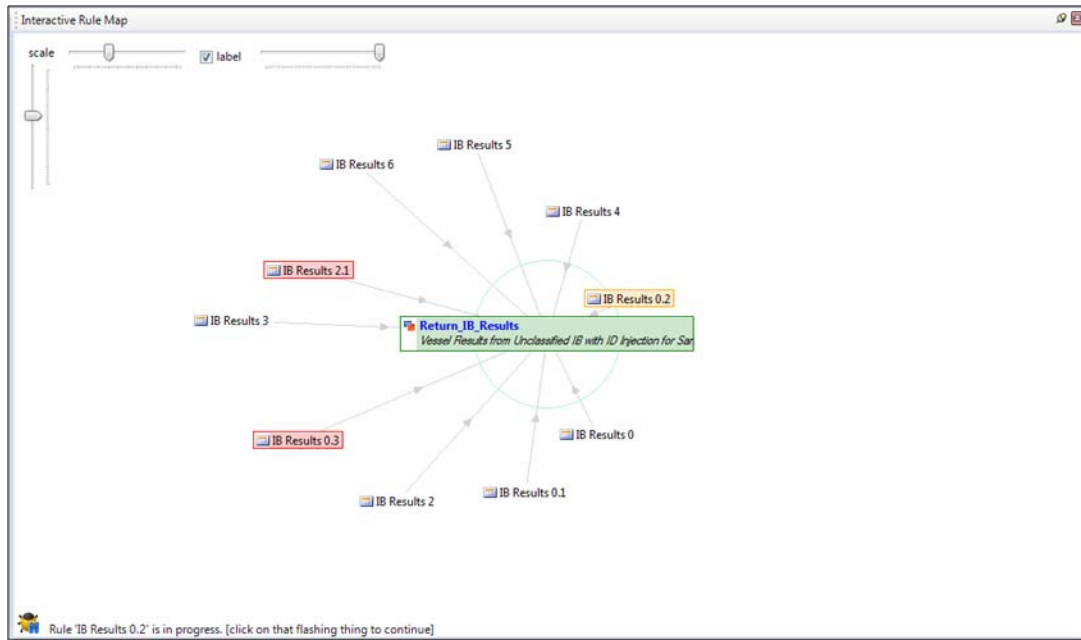 Interactive Rule Map
scale
label
IB Results 5
IB Results 6
IB Results 4
IB Results 2.1
IB Results 0.2
IB Results 3
Return_IB_Results
Vessel Results from Unclassified IB with ID Injection for Sar
IB Results 0
IB Results 0.3
IB Results 0.1
IB Results 2
Rule 'IB Results 0.2' is in progress. [click on that flashing thing to continue]